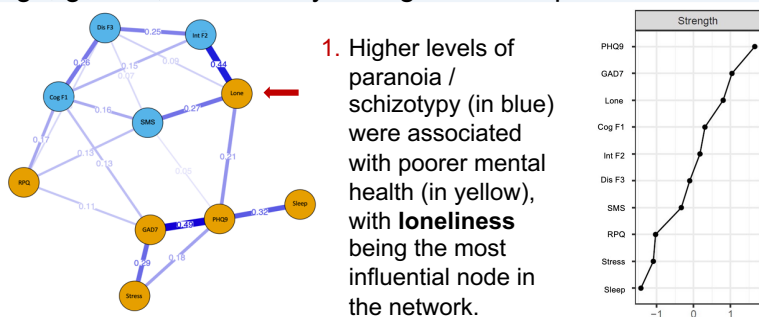 Dis F3
0.25
Int F2
0.28
0.15
0.09
0.44
0.07
Lone
Cog F1
0.16
0.27
SMS
0.17
0.13
0.13
0.21
0.05
RPQ
0.11
Sleep
0.32
PHQ9
GAD7
0.29
0.18
Stress
1. Higher levels of
paranoia /
schizotypy (in blue)
were associated
with poorer mental
health (in yellow),
with loneliness
being the most
influential node in
the network.
Strength
PHQ9
GAD7
Lone
Cog F1
Int F2
Dis F3
SMS
RPQ
Stress
Sleep
−1 0 1